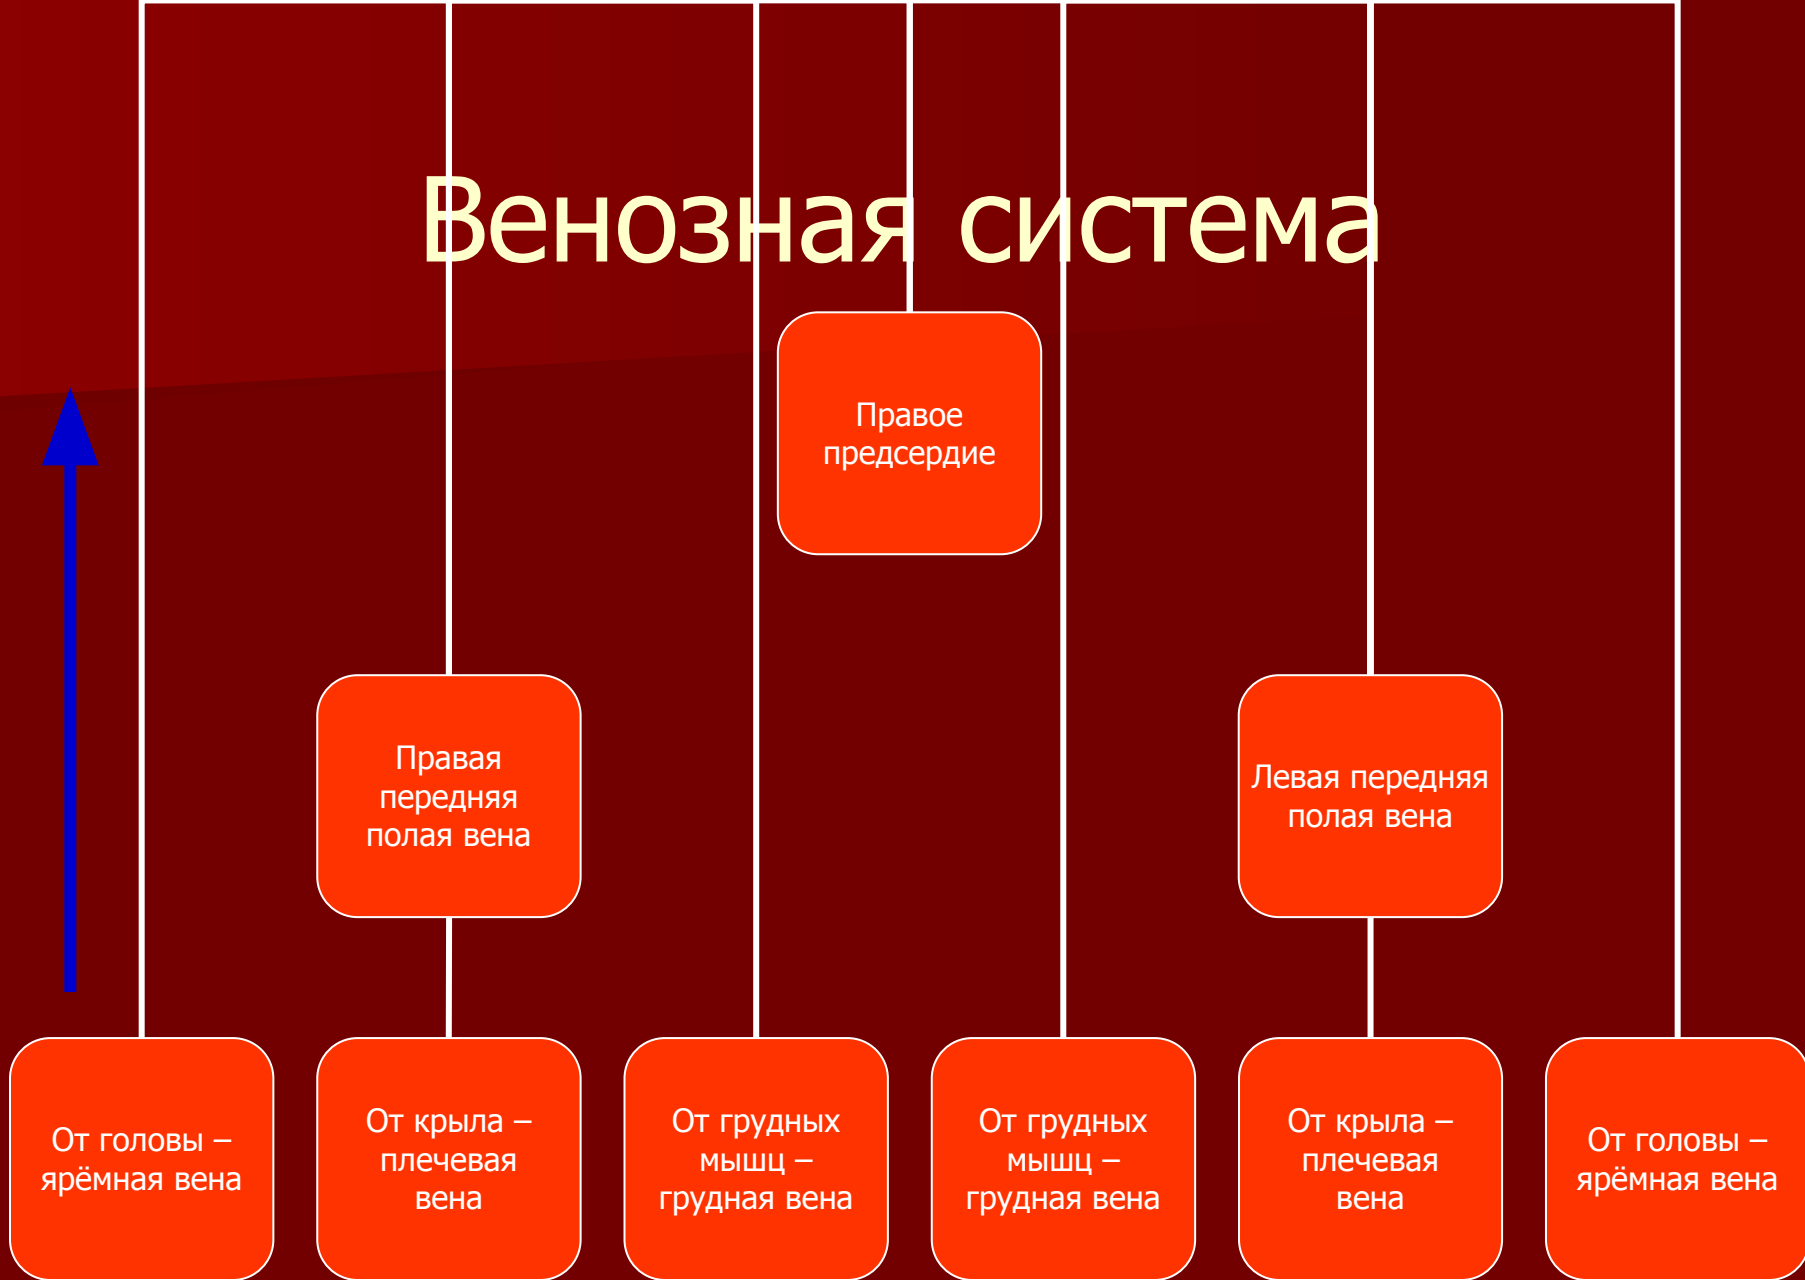 Венозная система
Правое
предсердие
Правая
передняя
полая вена
Левая передняя
полая вена
От головы –
ярёмная вена
От крыла –
плечевая
вена
От грудных
мышц –
грудная вена
От грудных
мышц –
грудная вена
От крыла –
плечевая
вена
От головы –
ярёмная вена